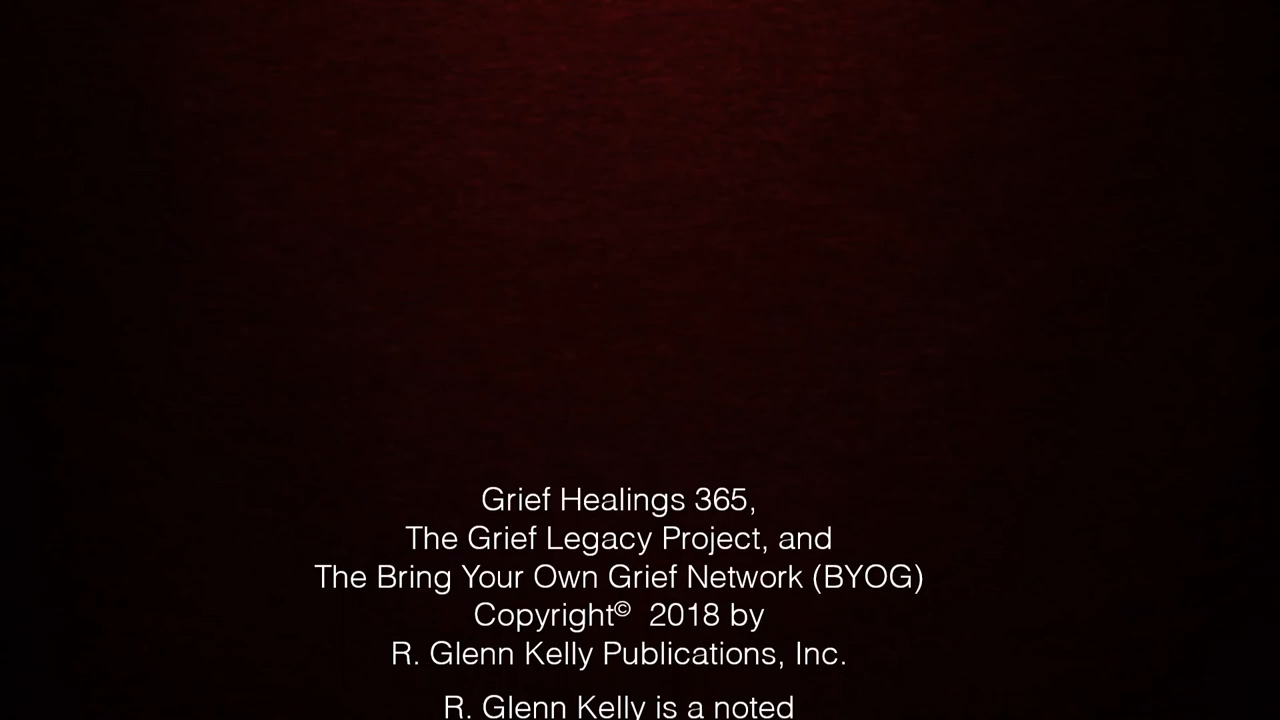 Grief Healings 365,
The Grief Legacy Project, and
The Bring Your Own Grief Network (BYOG)
Copyright© 2018 by
R. Glenn Kelly Publications, Inc.
R. Glenn Kelly is a noted